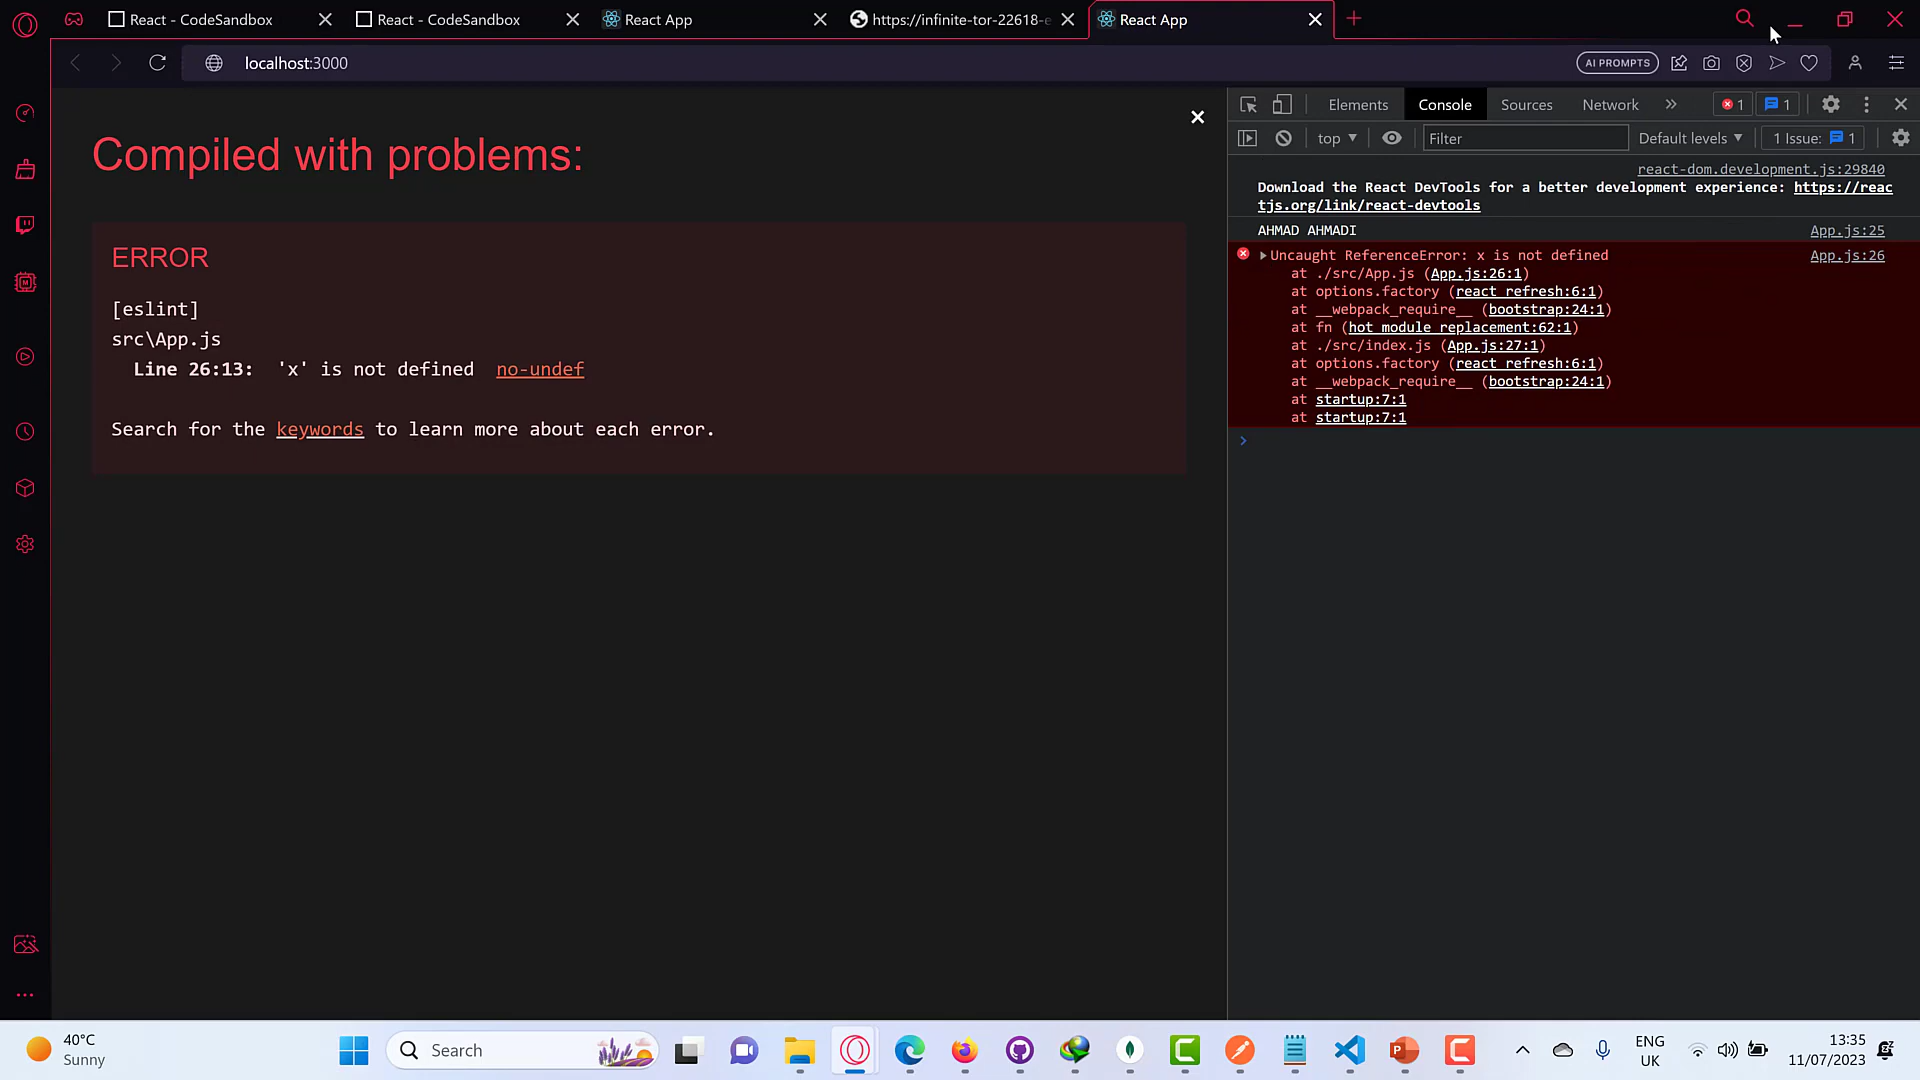 React - CodeSandbox
React - CodeSandbox
React App
https://infinite-tor-22618-e
React App
localhost:3000
AI PROMPTS
Compiled with problems:
ERROR
[eslint]
src\App.js
Line 26:13: 'x' is not defined no-undef
Search for the keywords to learn more about each error.
Elements Console Sources Network 1 1
top Filter Default levels 1 Issue: 1
react-dom.development.js:29840
Download the React DevTools for a better development experience: https://reac
tjs.org/link/react-devtools
AHMAD AHMADI App.js:25
Uncaught ReferenceError: x is not defined App.js:26
at ./src/App.js (App.js:26:1)
at options.factory (react refresh:6:1)
at __webpack_require__ (bootstrap:24:1)
at fn (hot module replacement:62:1)
at ./src/index.js (App.js:27:1)
at options.factory (react refresh:6:1)
at __webpack_require__ (bootstrap:24:1)
at startup:7:1
at startup:7:1
40°C
Sunny
Search
ENG
UK
13:35
11/07/2023